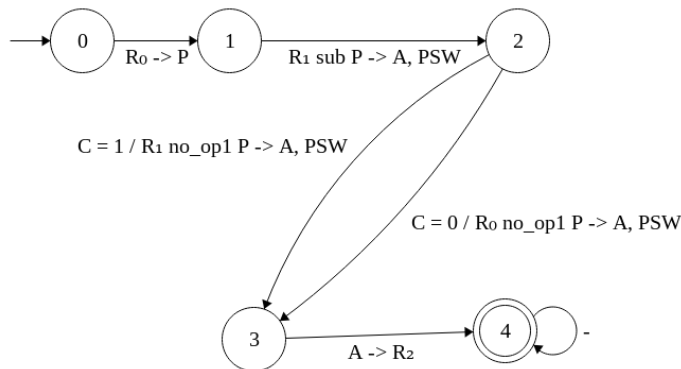 0
1
2
R₀ -> P
R₁ sub P -> A, PSW
C = 1 / R₁ no_op1 P -> A, PSW
C = 0 / R₀ no_op1 P -> A, PSW
3
4
-
A -> R₂